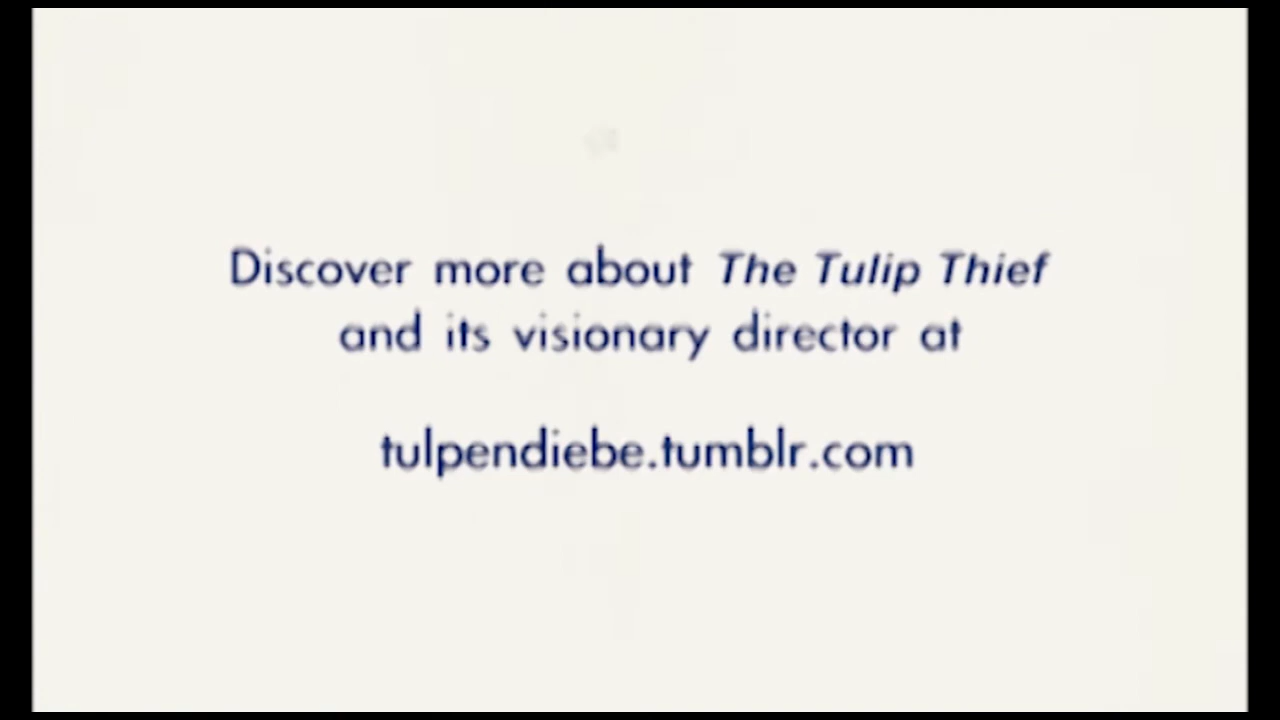 Discover more about The Tulip Thief
and its visionary director at
tulpendiebe.tumblr.com